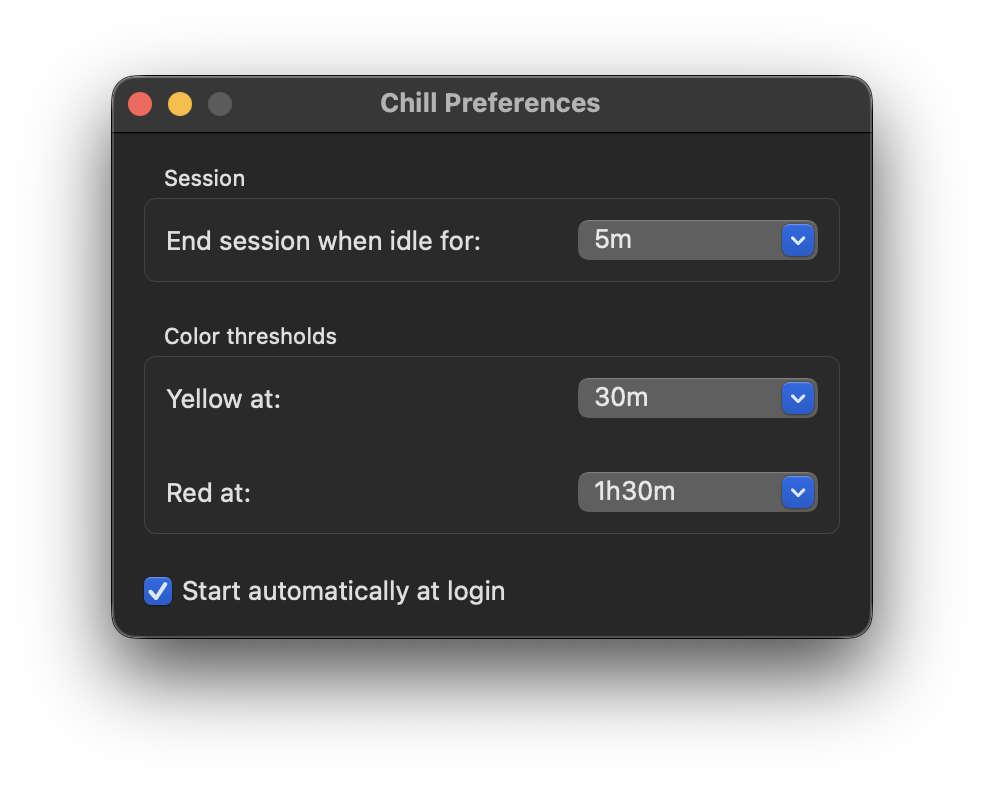 Chill Preferences
Session
End session when idle for: 5m
Color thresholds
Yellow at: 30m
Red at: 1h30m
Start automatically at login